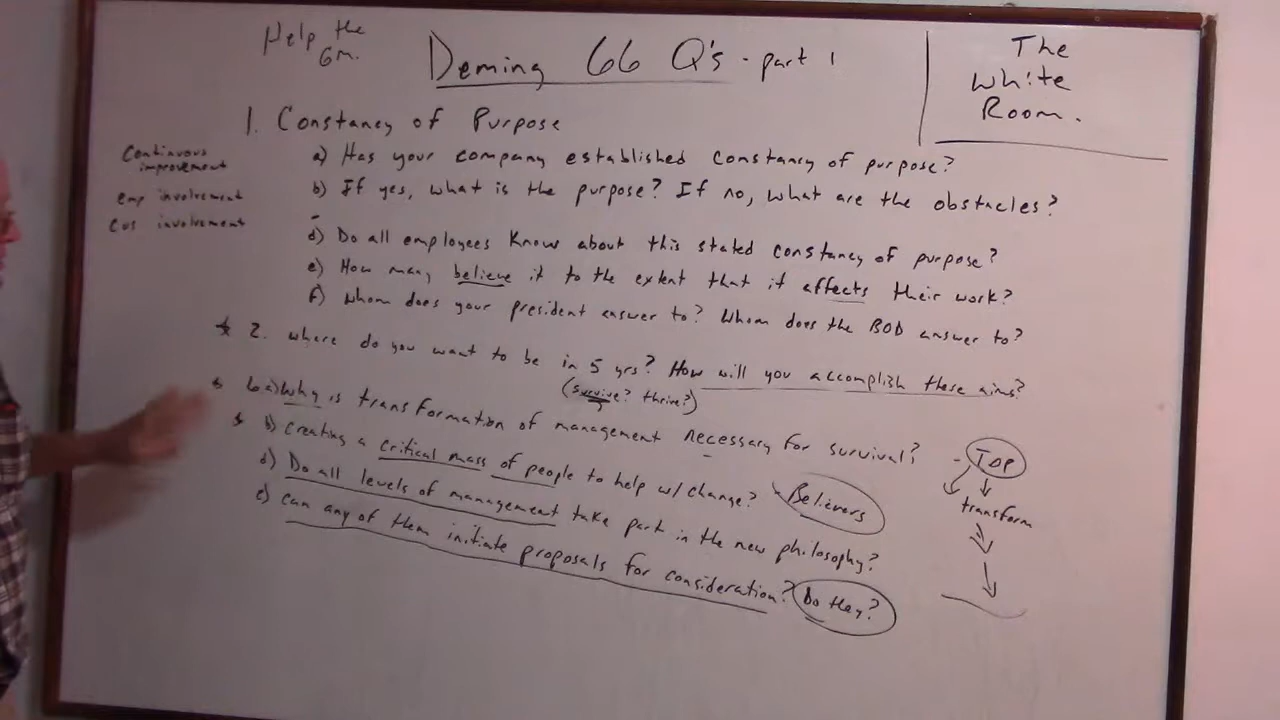 Help the
GM.
Deming 66 Q's - part 1
The
White
Room.
1. Constancy of Purpose
Continuous
improvement
emp involvement
cus involvement
a) Has your company established constancy of purpose?
b) If yes, what is the purpose? If no, what are the obstacles?
d) Do all employees know about this stated constancy of purpose?
e) How many believe it to the extent that it affects their work?
f) Whom does your president answer to? Whom does the BOD answer to?
* 2. Where do you want to be in 5 yrs? How will you accomplish these aims?
(survive? thrive?)
6 a) Why is transformation of management necessary for survival?
b) Creating a critical mass of people to help w/ change? Believers
d) Do all levels of management take part in the new philosophy?
e) Can any of them initiate proposals for consideration? Do they?
- TOP
transform